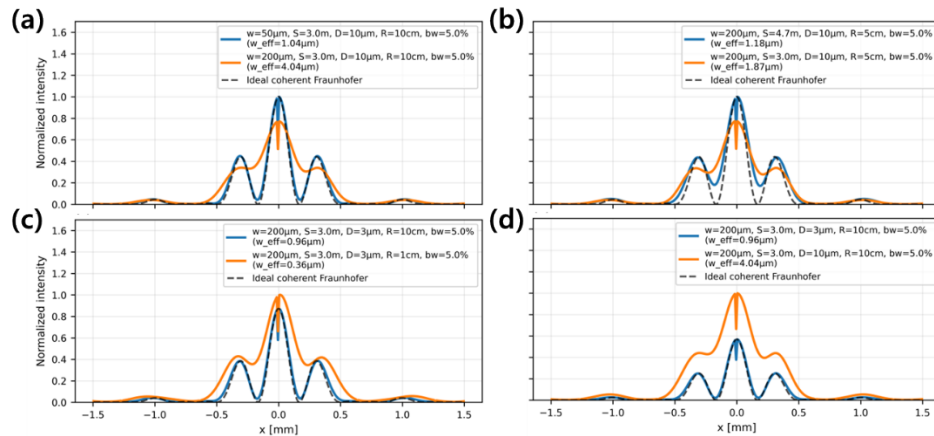 (a)
w=50μm, S=3.0m, D=10μm, R=10cm, bw=5.0%
(w_eff=1.04μm)
w=200μm, S=3.0m, D=10μm, R=10cm, bw=5.0%
(w_eff=4.04μm)
Ideal coherent Fraunhofer
Normalized intensity
1.6
1.4
1.2
1.0
0.8
0.6
0.4
0.2
(b)
w=200μm, S=4.7m, D=10μm, R=5cm, bw=5.0%
(w_eff=1.18μm)
w=200μm, S=3.0m, D=10μm, R=5cm, bw=5.0%
(w_eff=1.87μm)
Ideal coherent Fraunhofer
(c)
w=200μm, S=3.0m, D=3μm, R=10cm, bw=5.0%
(w_eff=0.96μm)
w=200μm, S=3.0m, D=3μm, R=1cm, bw=5.0%
(w_eff=0.36μm)
Ideal coherent Fraunhofer
Normalized intensity
1.6
1.4
1.2
1.0
0.8
0.6
0.4
0.2
0.0
−1.5 −1.0 −0.5 0.0 0.5 1.0 1.5
x [mm]
(d)
w=200μm, S=3.0m, D=3μm, R=10cm, bw=5.0%
(w_eff=0.96μm)
w=200μm, S=3.0m, D=10μm, R=10cm, bw=5.0%
(w_eff=4.04μm)
Ideal coherent Fraunhofer
−1.5 −1.0 −0.5 0.0 0.5 1.0 1.5
x [mm]